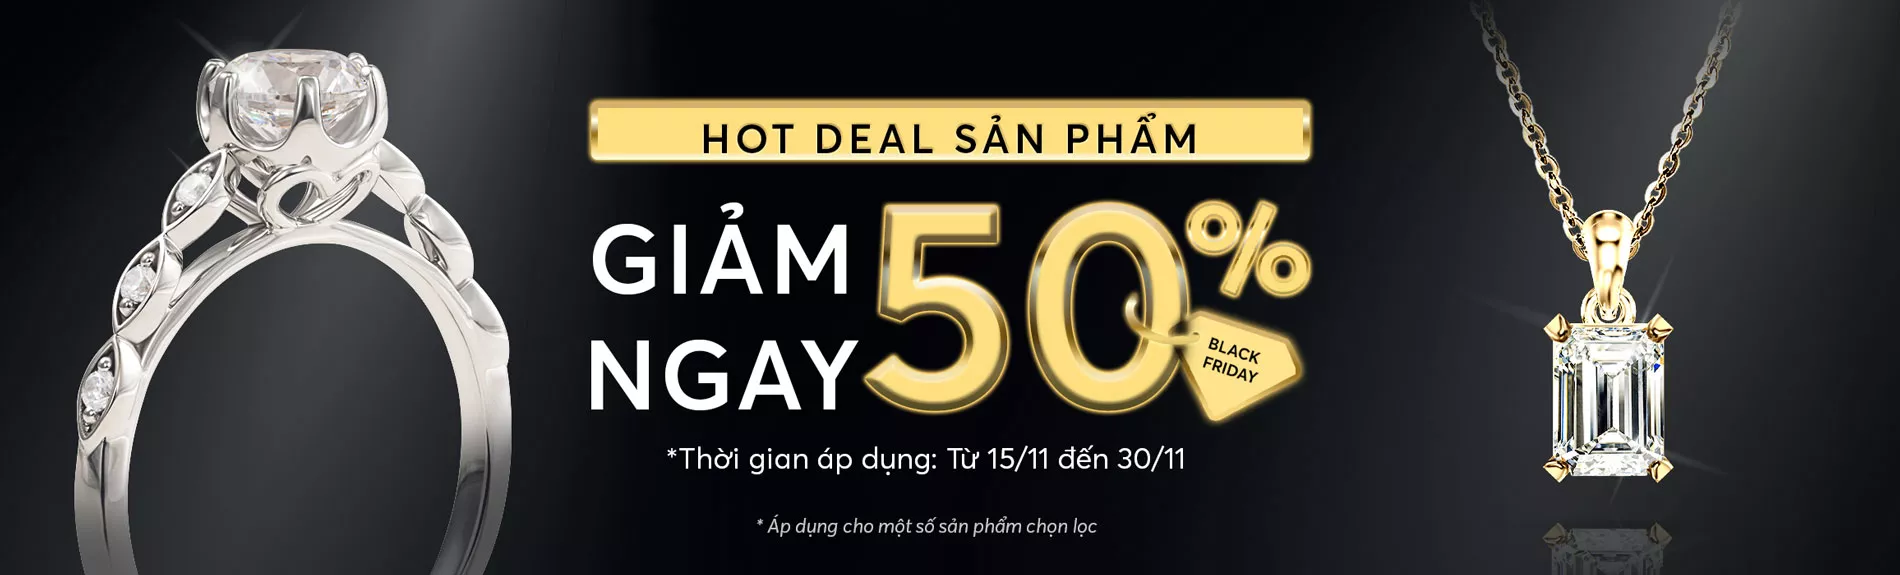 HOT DEAL SẢN PHẨM
GIẢM
NGAY
50%
BLACK
FRIDAY
*Thời gian áp dụng: Từ 15/11 đến 30/11
* Áp dụng cho một số sản phẩm chọn lọc